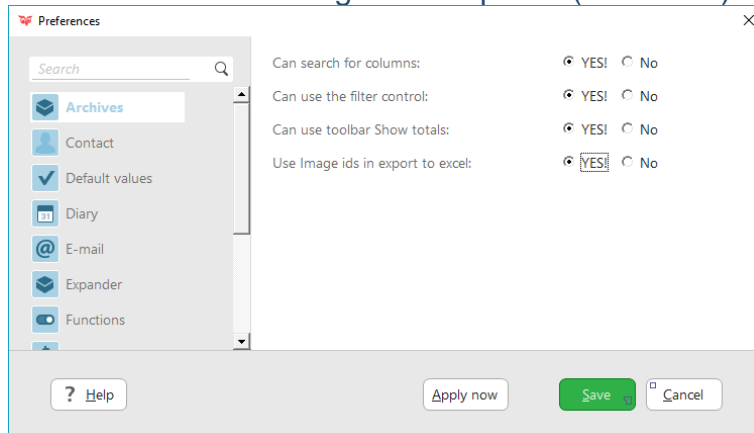 Preferences
Search
Archives
Contact
Default values
31
Diary
@ E-mail
Expander
Functions
Can search for columns: YES! No
Can use the filter control: YES! No
Can use toolbar Show totals: YES! No
Use Image ids in export to excel: YES! No
? Help
Apply now
Save
Cancel